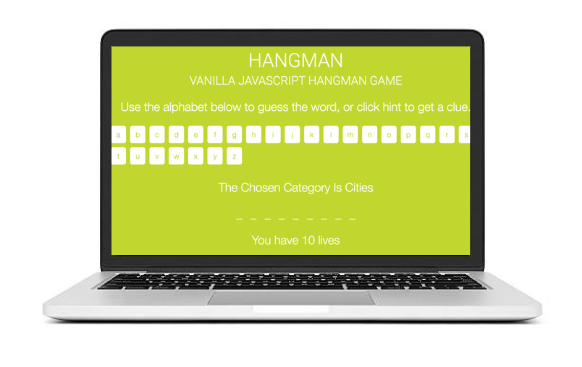 HANGMAN
VANILLA JAVASCRIPT HANGMAN GAME
Use the alphabet below to guess the word, or click hint to get a clue.
a b c d e f g h i j k l m n o p q r s
t u v w x y z
The Chosen Category Is Cities
_ _ _ _ _ _ _ _ _
You have 10 lives